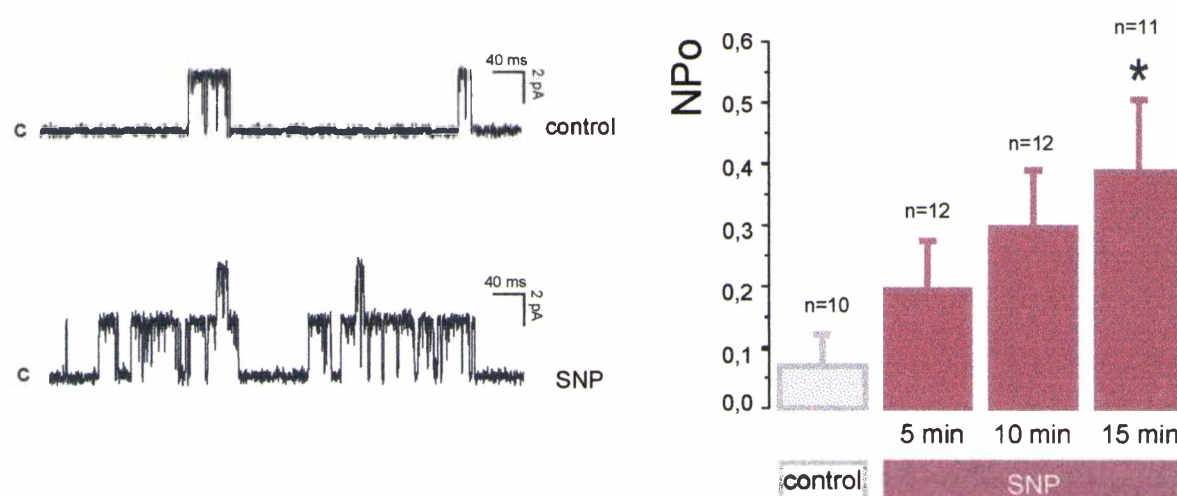 40 ms
2 pA
C
control
40 ms
2 pA
C
SNP
NPo
0,6
0,5
0,4
0,3
0,2
0,1
0,0
n=10
n=12
n=12
n=11
*
5 min 10 min 15 min
control SNP